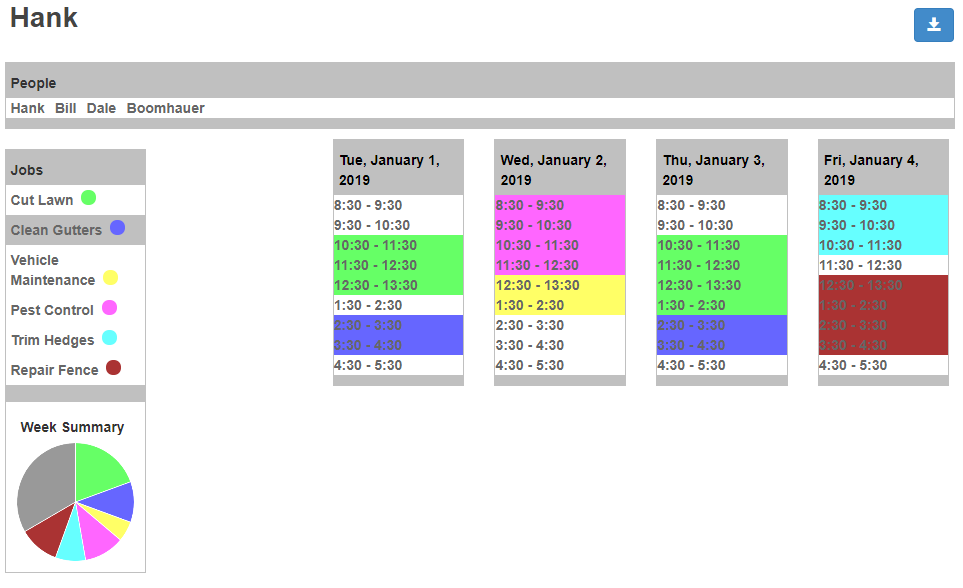 Hank
People
Hank Bill Dale Boomhauer
Jobs
Cut Lawn
Clean Gutters
Vehicle
Maintenance
Pest Control
Trim Hedges
Repair Fence
Week Summary
Tue, January 1,
2019
8:30 - 9:30
9:30 - 10:30
10:30 - 11:30
11:30 - 12:30
12:30 - 13:30
1:30 - 2:30
2:30 - 3:30
3:30 - 4:30
4:30 - 5:30
Wed, January 2,
2019
8:30 - 9:30
9:30 - 10:30
10:30 - 11:30
11:30 - 12:30
12:30 - 13:30
1:30 - 2:30
2:30 - 3:30
3:30 - 4:30
4:30 - 5:30
Thu, January 3,
2019
8:30 - 9:30
9:30 - 10:30
10:30 - 11:30
11:30 - 12:30
12:30 - 13:30
1:30 - 2:30
2:30 - 3:30
3:30 - 4:30
4:30 - 5:30
Fri, January 4,
2019
8:30 - 9:30
9:30 - 10:30
10:30 - 11:30
11:30 - 12:30
12:30 - 13:30
1:30 - 2:30
2:30 - 3:30
3:30 - 4:30
4:30 - 5:30